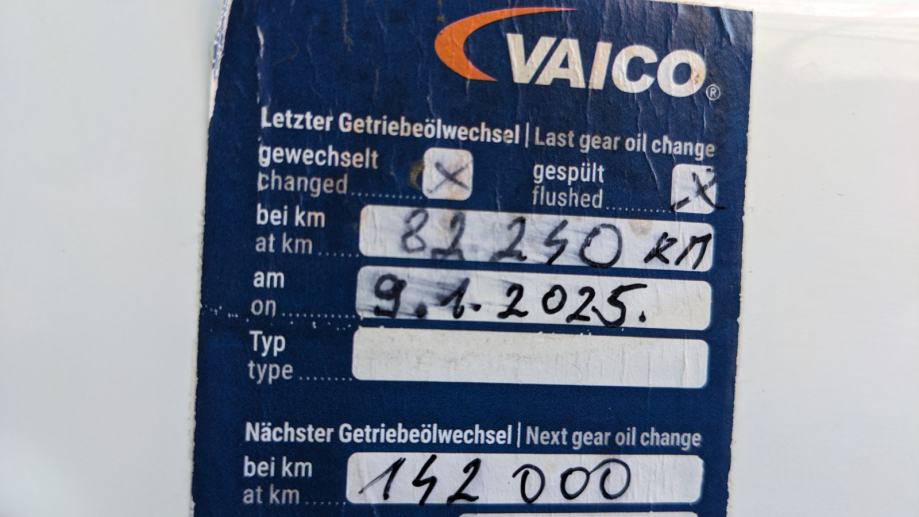 VAICO®
Letzter Getriebeölwechsel | Last gear oil change
gewechselt
changed........ X
gespült
flushed........ X
bei km
at km..... 82.240 KM
am
on......... 9.1.2025.
Typ
type........
Nächster Getriebeölwechsel | Next gear oil change
bei km
at km..... 142 000